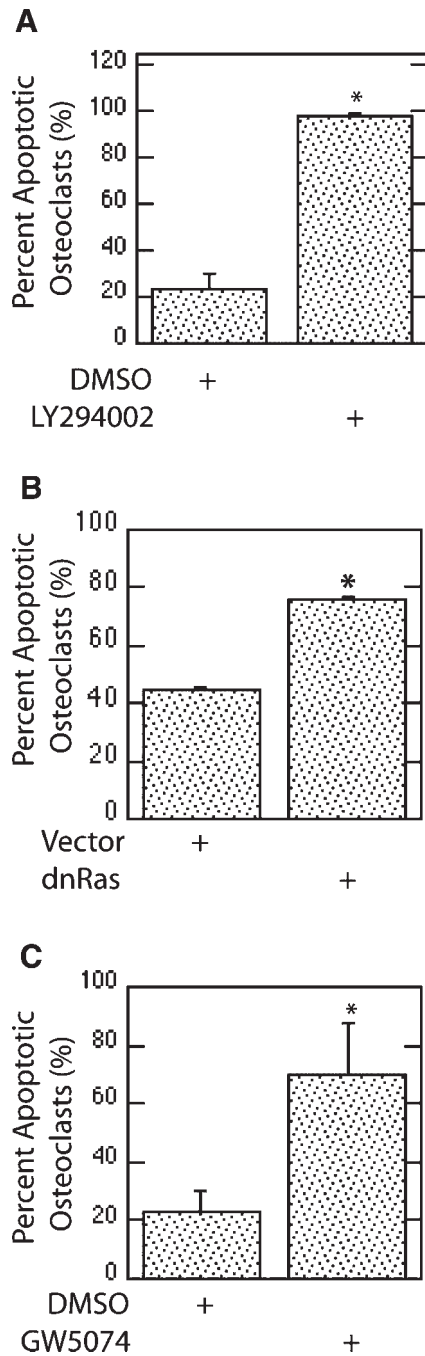 A
Percent Apoptotic
Osteoclasts (%)
120
100
80
60
40
20
0
*
DMSO +
LY294002 +
B
Percent Apoptotic
Osteoclasts (%)
100
80
60
40
20
0
*
Vector +
dnRas +
C
Percent Apoptotic
Osteoclasts (%)
100
80
60
40
20
0
*
DMSO +
GW5074 +